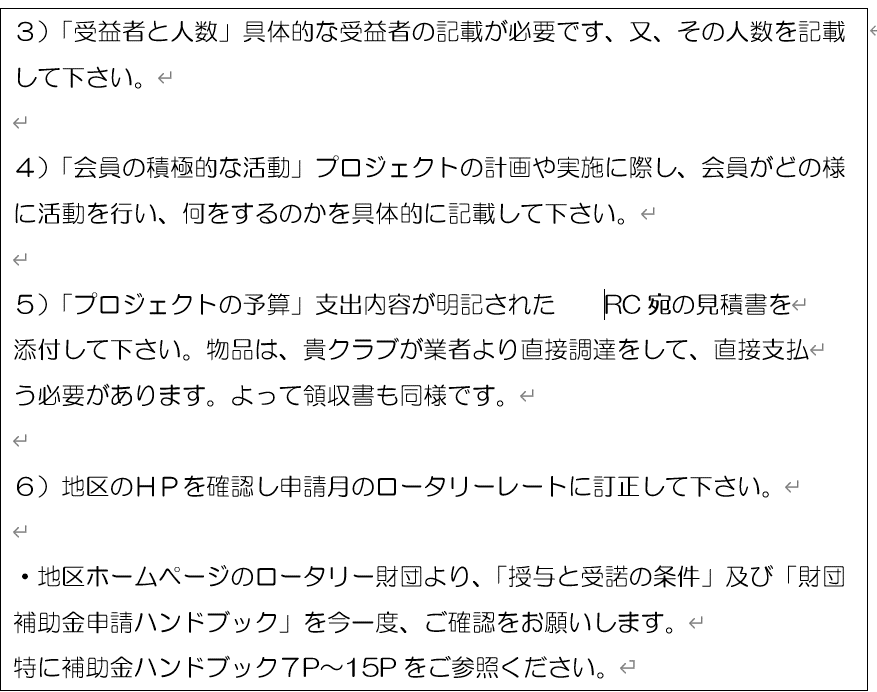 ３）「受益者と人数」具体的な受益者の記載が必要です、又、その人数を記載
して下さい。
４）「会員の積極的な活動」プロジェクトの計画や実施に際し、会員がどの様
に活動を行い、何をするのかを具体的に記載して下さい。
５）「プロジェクトの予算」支出内容が明記された　　RC 宛の見積書を
添付して下さい。物品は、貴クラブが業者より直接調達をして、直接支払
う必要があります。よって領収書も同様です。
６）地区のＨＰを確認し申請月のロータリーレートに訂正して下さい。
・地区ホームページのロータリー財団より、「授与と受諾の条件」及び「財団
補助金申請ハンドブック」を今一度、ご確認をお願いします。
特に補助金ハンドブック７P～15P をご参照ください。